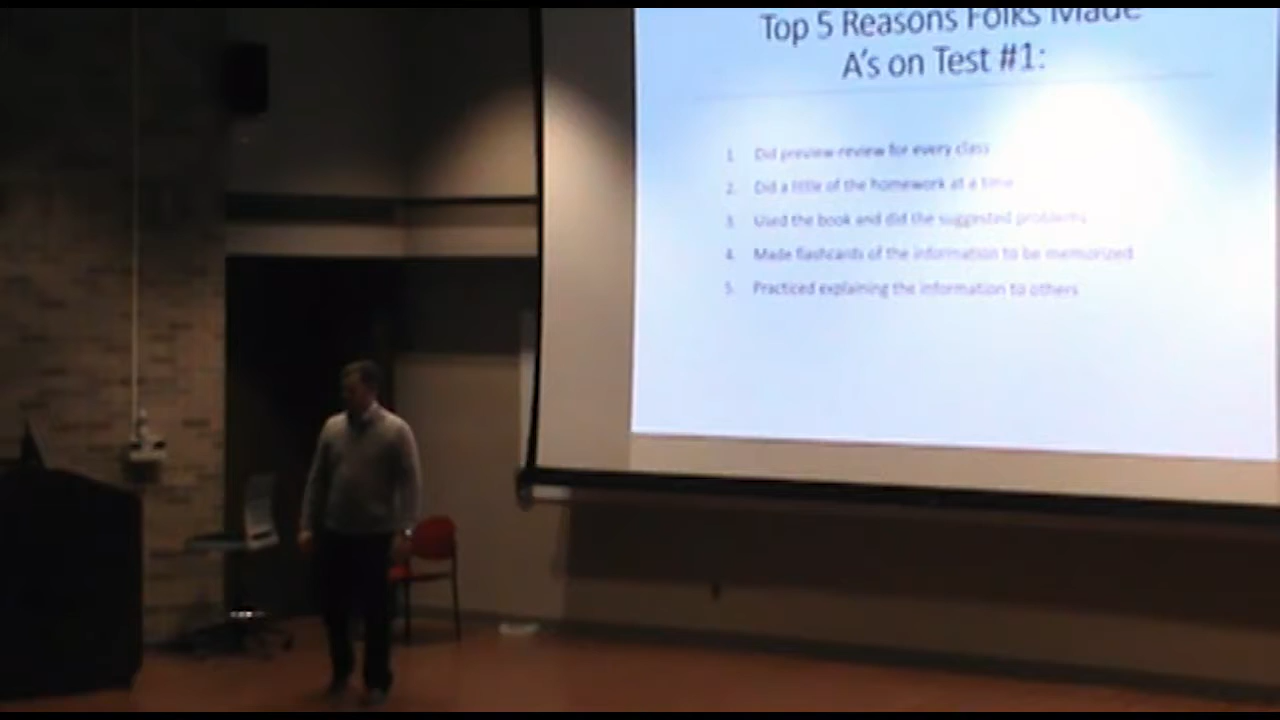 Top 5 Reasons Folks Made
A's on Test #1:
1. Did preview-review for every class
2. Did a little of the homework at a time
3. Used the book and did the suggested problems
4. Made flashcards of the information to be memorized
5. Practiced explaining the information to others